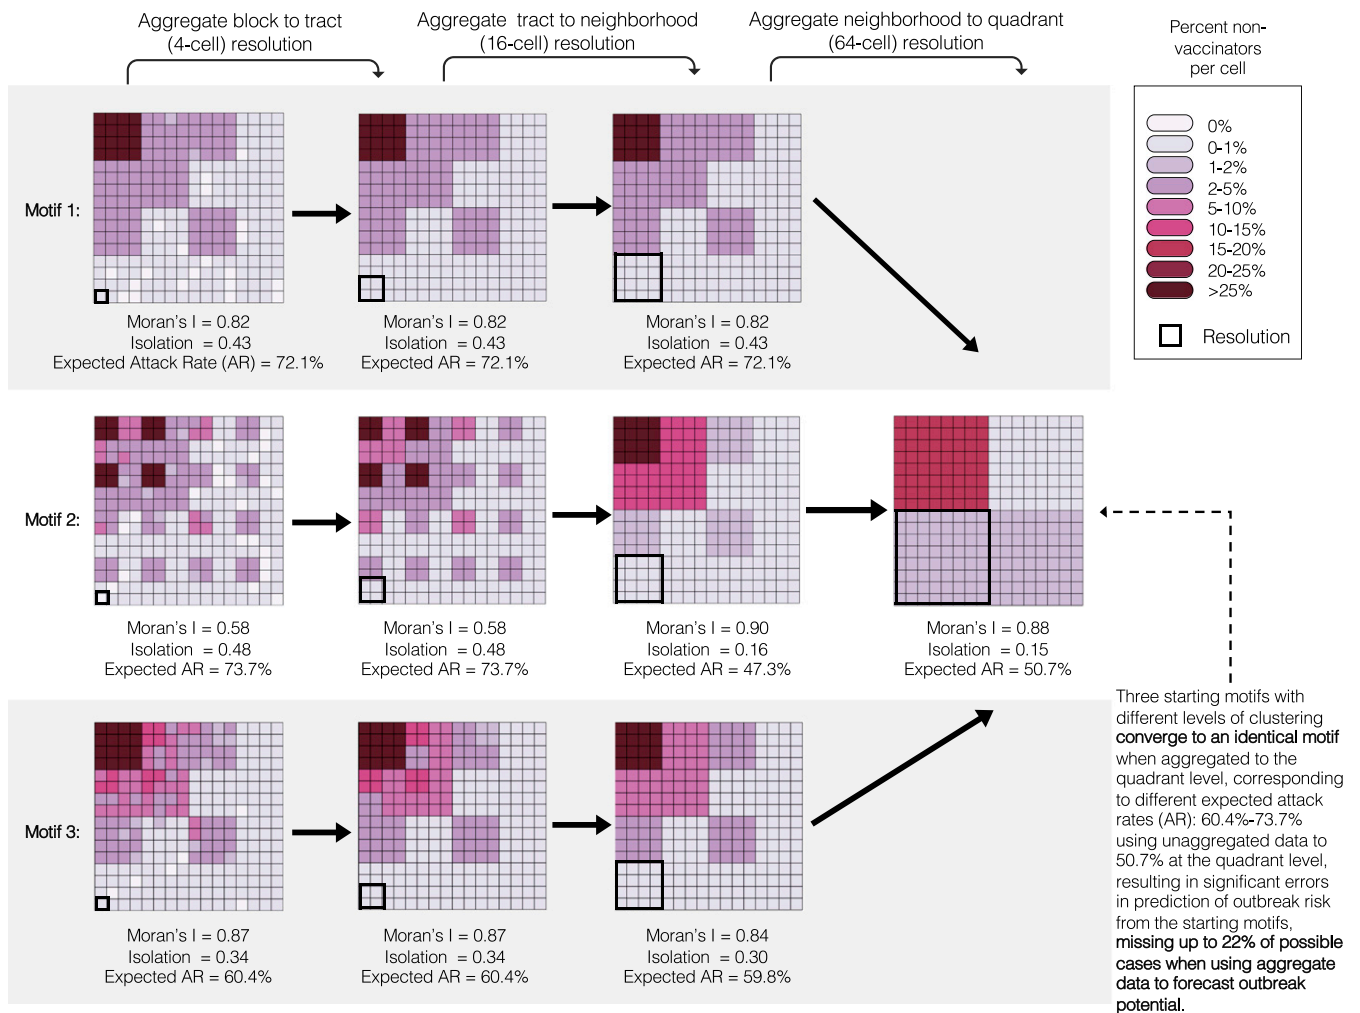 Aggregate block to tract
(4-cell) resolution
Aggregate tract to neighborhood
(16-cell) resolution
Aggregate neighborhood to quadrant
(64-cell) resolution
Percent non-
vaccinators
per cell
0%
0-1%
1-2%
2-5%
5-10%
10-15%
15-20%
20-25%
>25%
Resolution
Motif 1:
Moran's I = 0.82
Isolation = 0.43
Expected Attack Rate (AR) = 72.1%
Moran's I = 0.82
Isolation = 0.43
Expected AR = 72.1%
Moran's I = 0.82
Isolation = 0.43
Expected AR = 72.1%
Motif 2:
Moran's I = 0.58
Isolation = 0.48
Expected AR = 73.7%
Moran's I = 0.58
Isolation = 0.48
Expected AR = 73.7%
Moran's I = 0.90
Isolation = 0.16
Expected AR = 47.3%
Moran's I = 0.88
Isolation = 0.15
Expected AR = 50.7%
Motif 3:
Moran's I = 0.87
Isolation = 0.34
Expected AR = 60.4%
Moran's I = 0.87
Isolation = 0.34
Expected AR = 60.4%
Moran's I = 0.84
Isolation = 0.30
Expected AR = 59.8%
Three starting motifs with
different levels of clustering
converge to an identical motif
when aggregated to the
quadrant level, corresponding
to different expected attack
rates (AR): 60.4%-73.7%
using unaggregated data to
50.7% at the quadrant level,
resulting in significant errors
in prediction of outbreak risk
from the starting motifs,
missing up to 22% of possible
cases when using aggregate
data to forecast outbreak
potential.